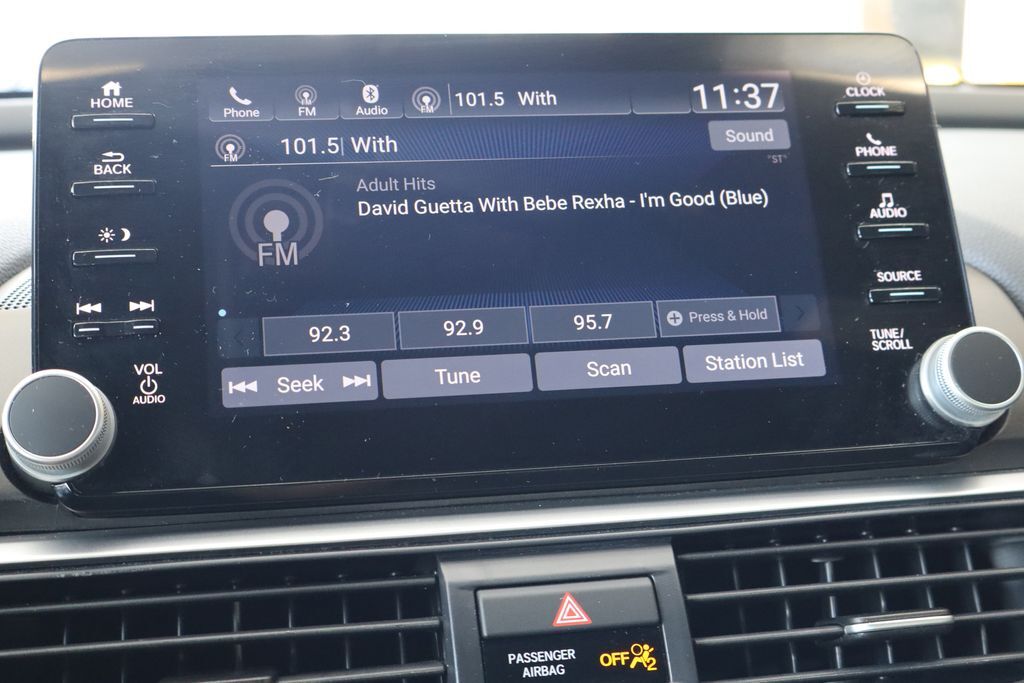 HOME
BACK
VOL
AUDIO
Phone
FM
Audio
FM
101.5 With
11:37
FM
101.5 With
Sound
"ST"
Adult Hits
David Guetta With Bebe Rexha - I'm Good (Blue)
FM
92.3
92.9
95.7
Press & Hold
Seek
Tune
Scan
Station List
CLOCK
PHONE
AUDIO
SOURCE
TUNE/
SCROLL
PASSENGER
AIRBAG
OFF
2